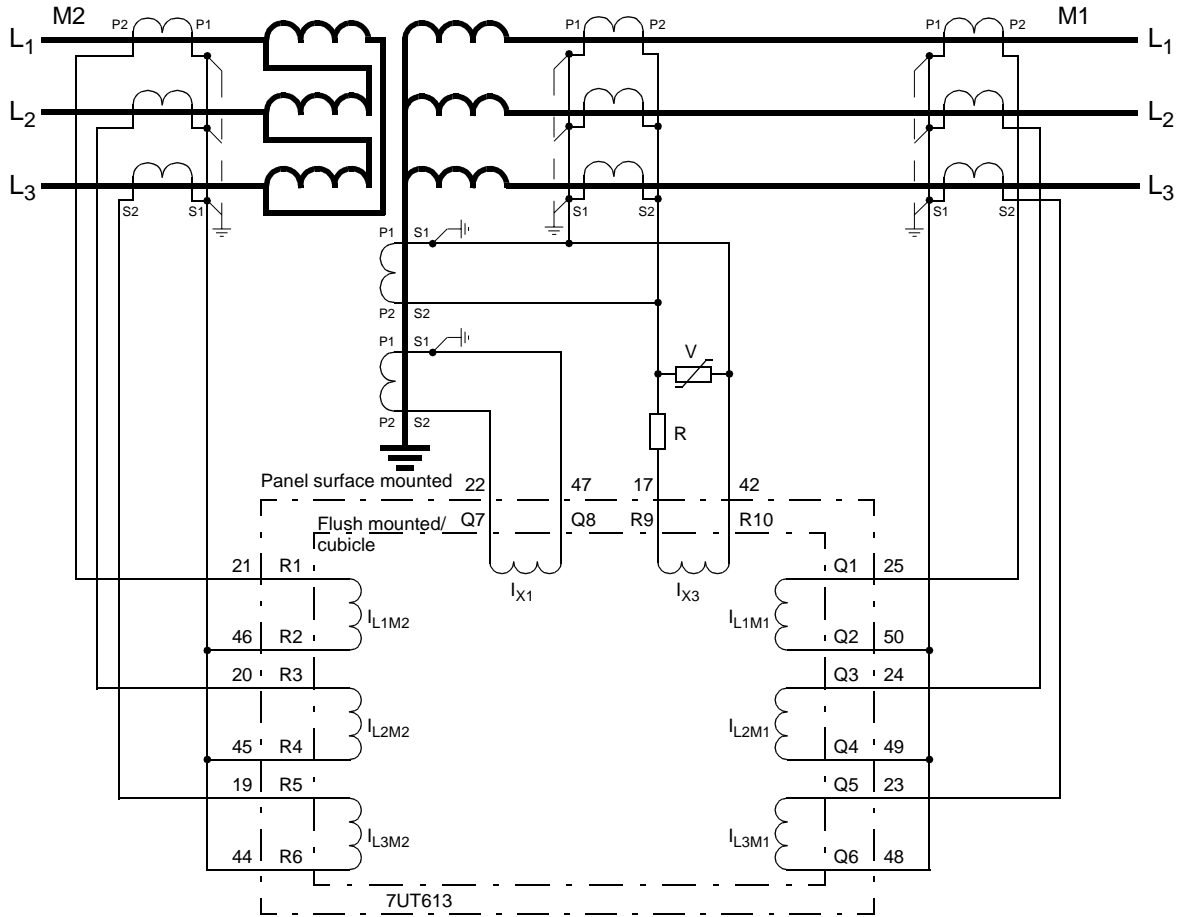 M2 P2 P1 P1 P2 P1 P2 M1
L1 L1
L2 L2
L3 L3
S2 S1 S1 S2 S1 S2
P1 S1
P2 S2
P1 S1 V
P2 S2 R
Panel surface mounted 22 47 17 42
Flush mounted/ Q7 Q8 R9 R10
cubicle
21 R1 Q1 25
IX1 IX3
IL1M2 IL1M1
46 R2 Q2 50
20 R3 Q3 24
IL2M2 IL2M1
45 R4 Q4 49
19 R5 Q5 23
IL3M2 IL3M1
44 R6 Q6 48
7UT613